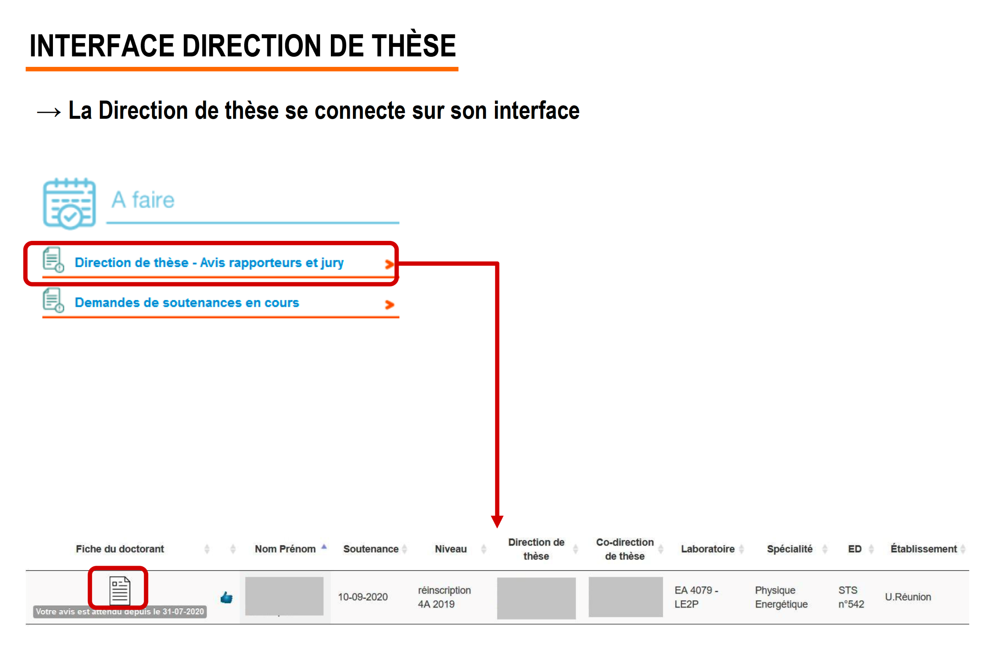 INTERFACE DIRECTION DE THÈSE
→ La Direction de thèse se connecte sur son interface
A faire
Direction de thèse - Avis rapporteurs et jury
Demandes de soutenances en cours
Fiche du doctorant Nom Prénom Soutenance Niveau Direction de thèse Co-direction de thèse Laboratoire Spécialité ED Établissement
10-09-2020 réinscription 4A 2019 EA 4079 - LE2P Physique Energétique STS n°542 U.Réunion
Votre avis est attendu depuis le 31-07-2020